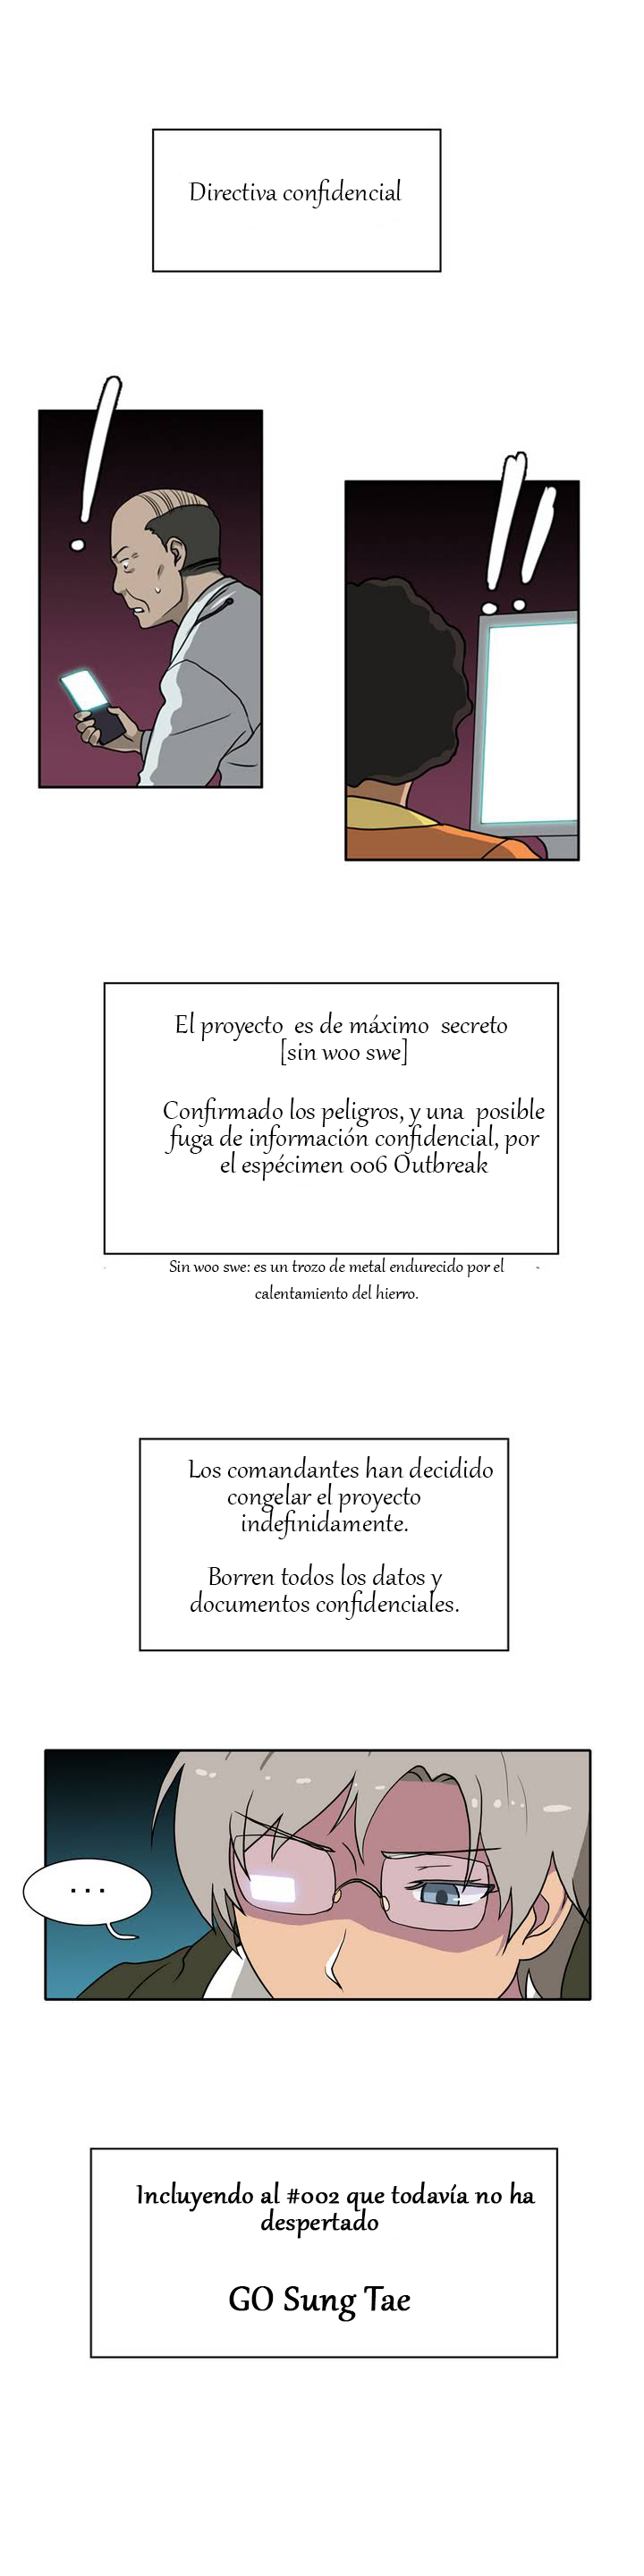 Directiva confidencial
El proyecto es de máximo secreto
[sin woo swe]
Confirmado los peligros, y una posible
fuga de información confidencial, por
el espécimen 006 Outbreak
Sin woo swe: es un trozo de metal endurecido por el
calentamiento del hierro.
Los comandantes han decidido
congelar el proyecto
indefinidamente.
Borren todos los datos y
documentos confidenciales.
...
Incluyendo al #002 que todavía no ha
despertado
GO Sung Tae